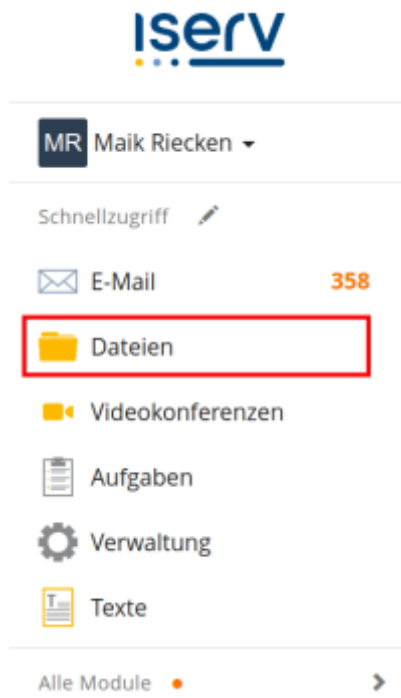 iserv
MR Maik Riecken
Schnellzugriff
E-Mail 358
Dateien
Videokonferenzen
Aufgaben
Verwaltung
Texte
Alle Module